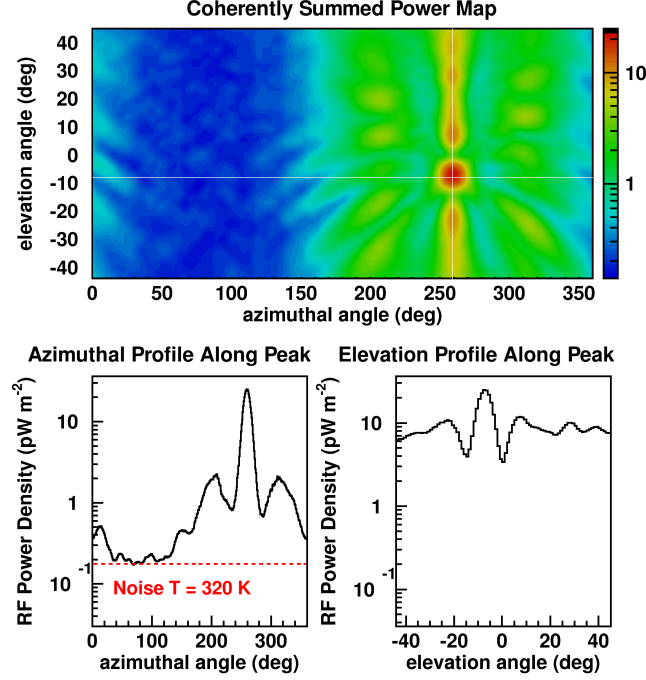 Coherently Summed Power Map
elevation angle (deg)
40
30
20
10
0
-10
-20
-30
-40
0 50 100 150 200 250 300 350
azimuthal angle (deg)
10
1
Azimuthal Profile Along Peak
RF Power Density (pW m-2)
10
1
10-1
Noise T = 320 K
0 100 200 300
azimuthal angle (deg)
Elevation Profile Along Peak
RF Power Density (pW m-2)
10
1
10-1
-40 -20 0 20 40
elevation angle (deg)